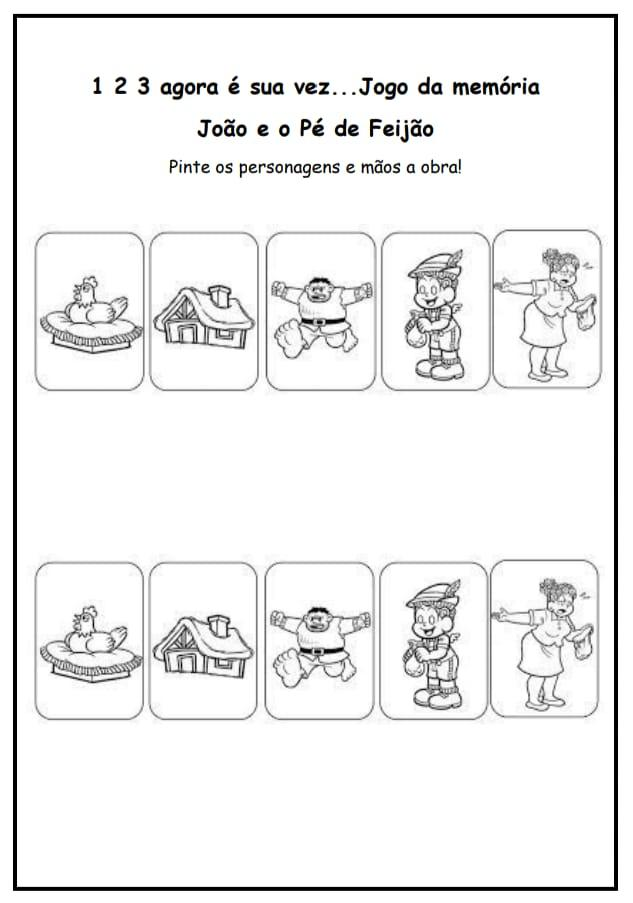 1 2 3 agora é sua vez...Jogo da memória
João e o Pé de Feijão
Pinte os personagens e mãos a obra!